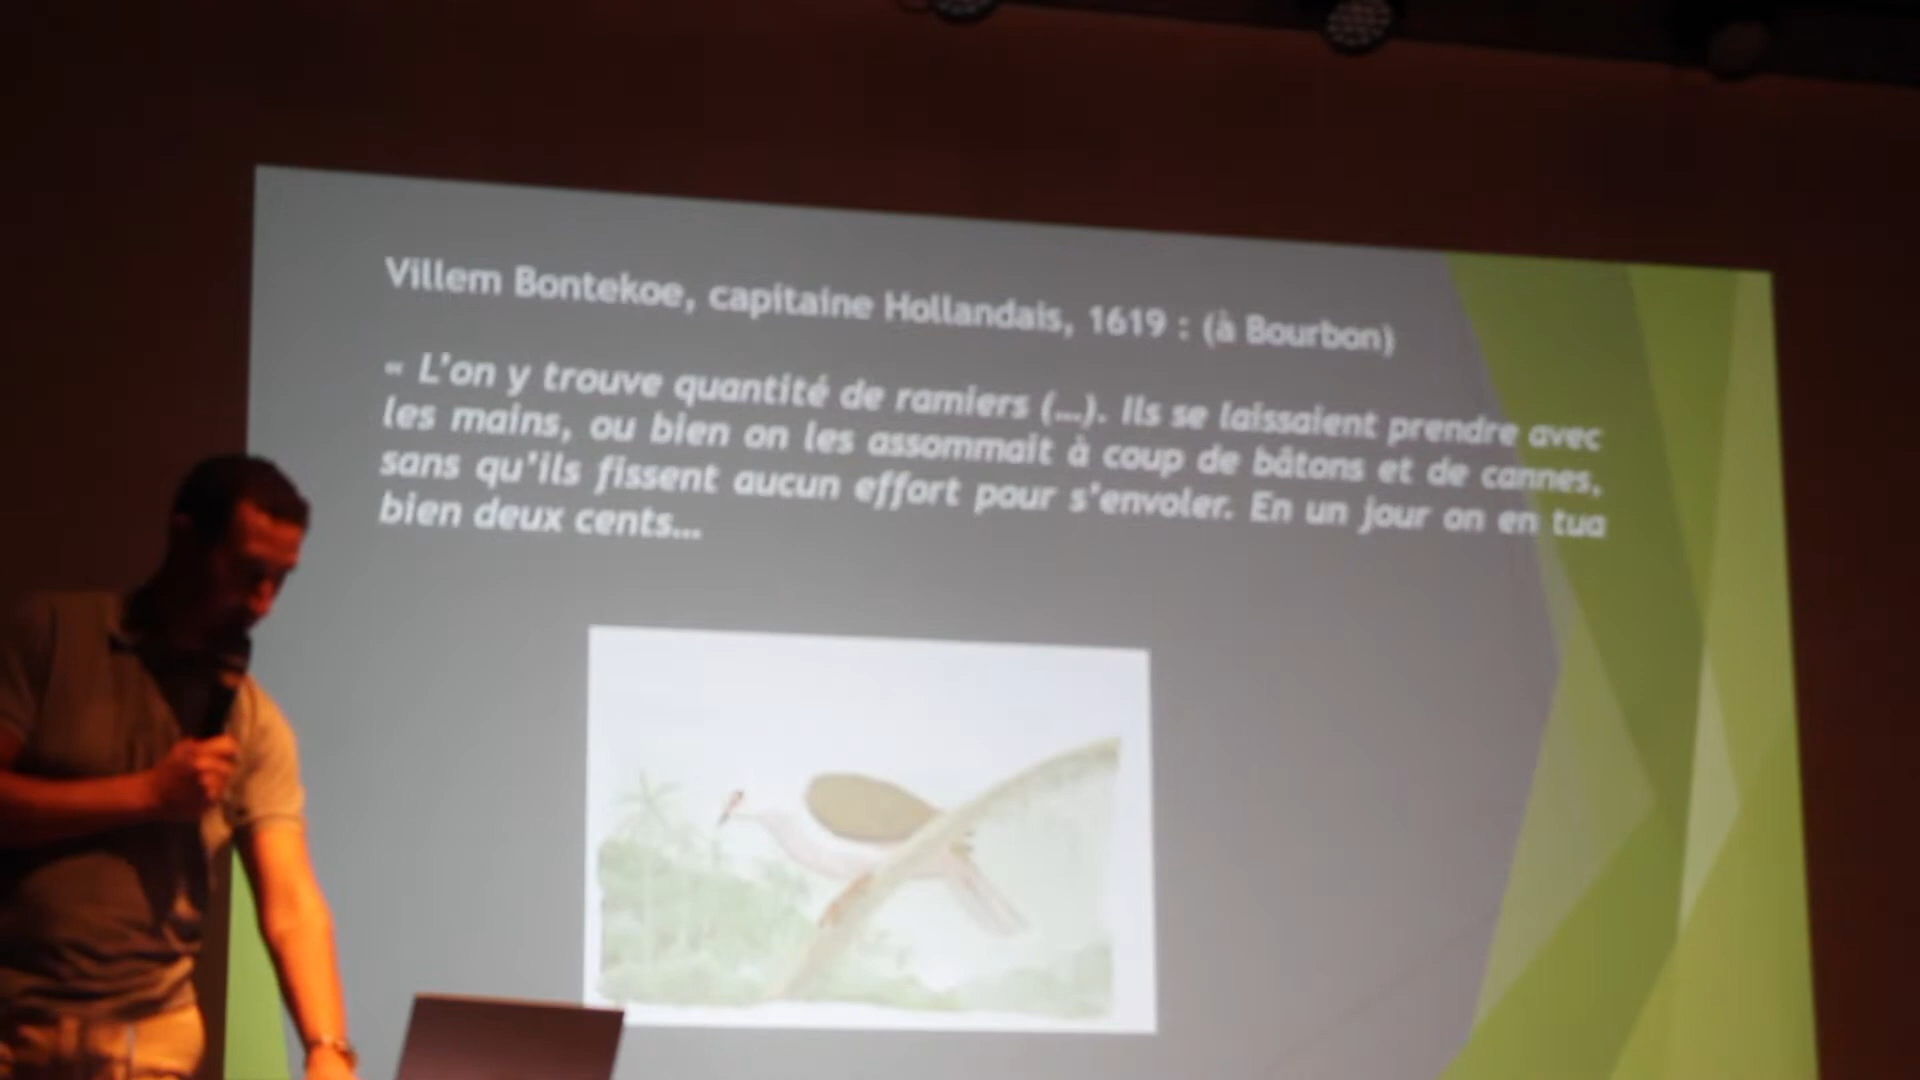 Villem Bontekoe, capitaine Hollandais, 1619 : (à Bourbon)
« L'on y trouve quantité de ramiers (...). Ils se laissaient prendre avec
les mains, ou bien on les assommait à coup de bâtons et de cannes,
sans qu'ils fissent aucun effort pour s'envoler. En un jour on en tua
bien deux cents...